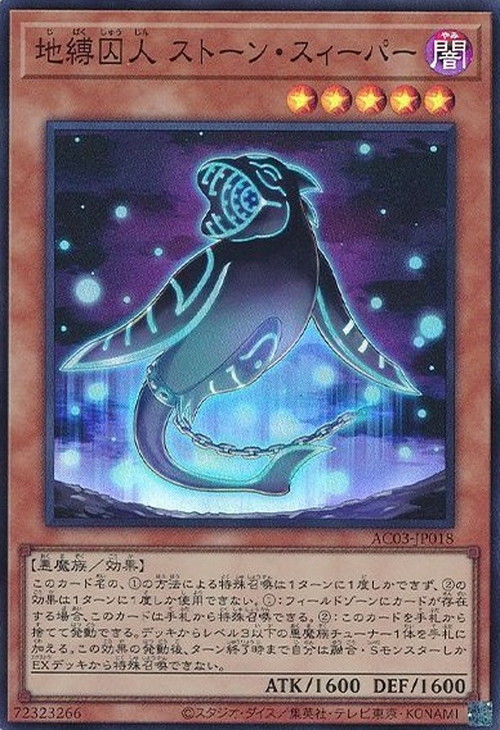 地縛囚人 ストーン・スィーパー
闇
AC03-JP018
【悪魔族／効果】
このカード名の、①の方法による特殊召喚は１ターンに１度しかできず、②の
効果は１ターンに１度しか使用できない。①：フィールドゾーンにカードが存在
する場合、このカードは手札から特殊召喚できる。②：このカードを手札から
捨てて発動できる。デッキからレベル３以下の悪魔族チューナー１体を手札に
加える。この効果の発動後、ターン終了時まで自分は融合・Ｓモンスターしか
EXデッキから特殊召喚できない。
ATK/1600 DEF/1600
72323266 ©スタジオ・ダイス／集英社・テレビ東京・KONAMI